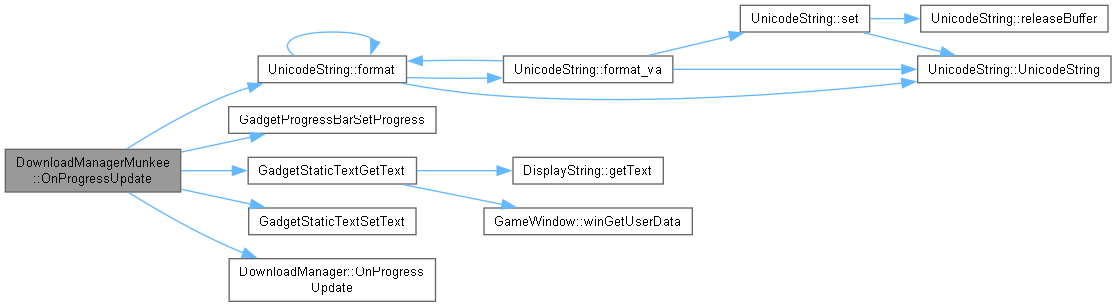 UnicodeString::set
UnicodeString::releaseBuffer
UnicodeString::format
UnicodeString::format_va
UnicodeString::UnicodeString
GadgetProgressBarSetProgress
DownloadManagerMunkee
::OnProgressUpdate
GadgetStaticTextGetText
DisplayString::getText
GadgetStaticTextSetText
GameWindow::winGetUserData
DownloadManager::OnProgress
Update